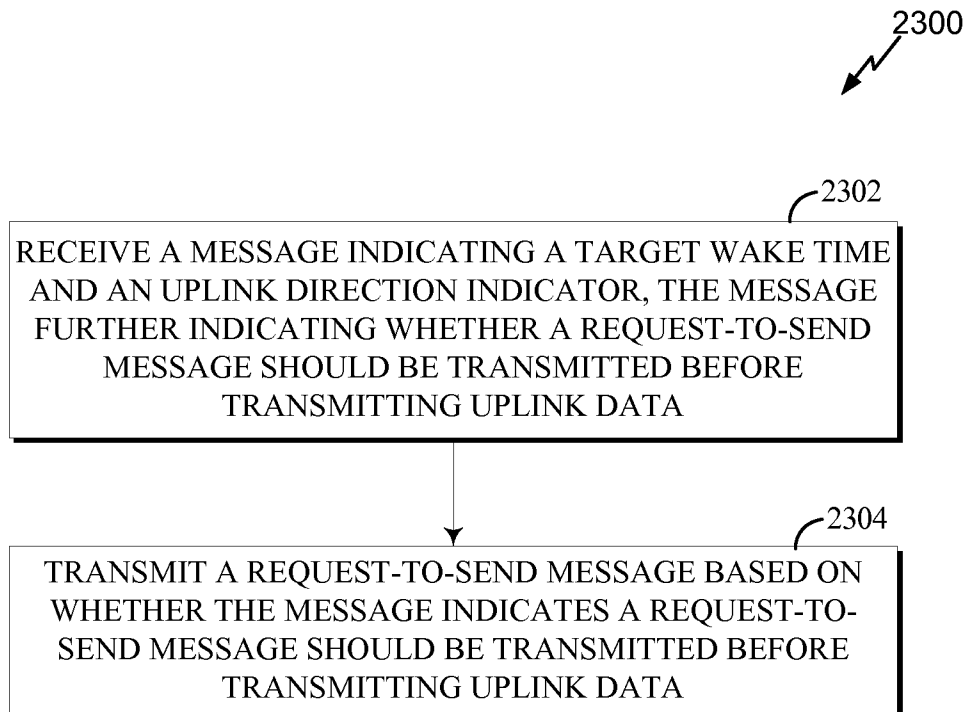 2300
2302
RECEIVE A MESSAGE INDICATING A TARGET WAKE TIME
AND AN UPLINK DIRECTION INDICATOR, THE MESSAGE
FURTHER INDICATING WHETHER A REQUEST-TO-SEND
MESSAGE SHOULD BE TRANSMITTED BEFORE
TRANSMITTING UPLINK DATA
2304
TRANSMIT A REQUEST-TO-SEND MESSAGE BASED ON
WHETHER THE MESSAGE INDICATES A REQUEST-TO-
SEND MESSAGE SHOULD BE TRANSMITTED BEFORE
TRANSMITTING UPLINK DATA